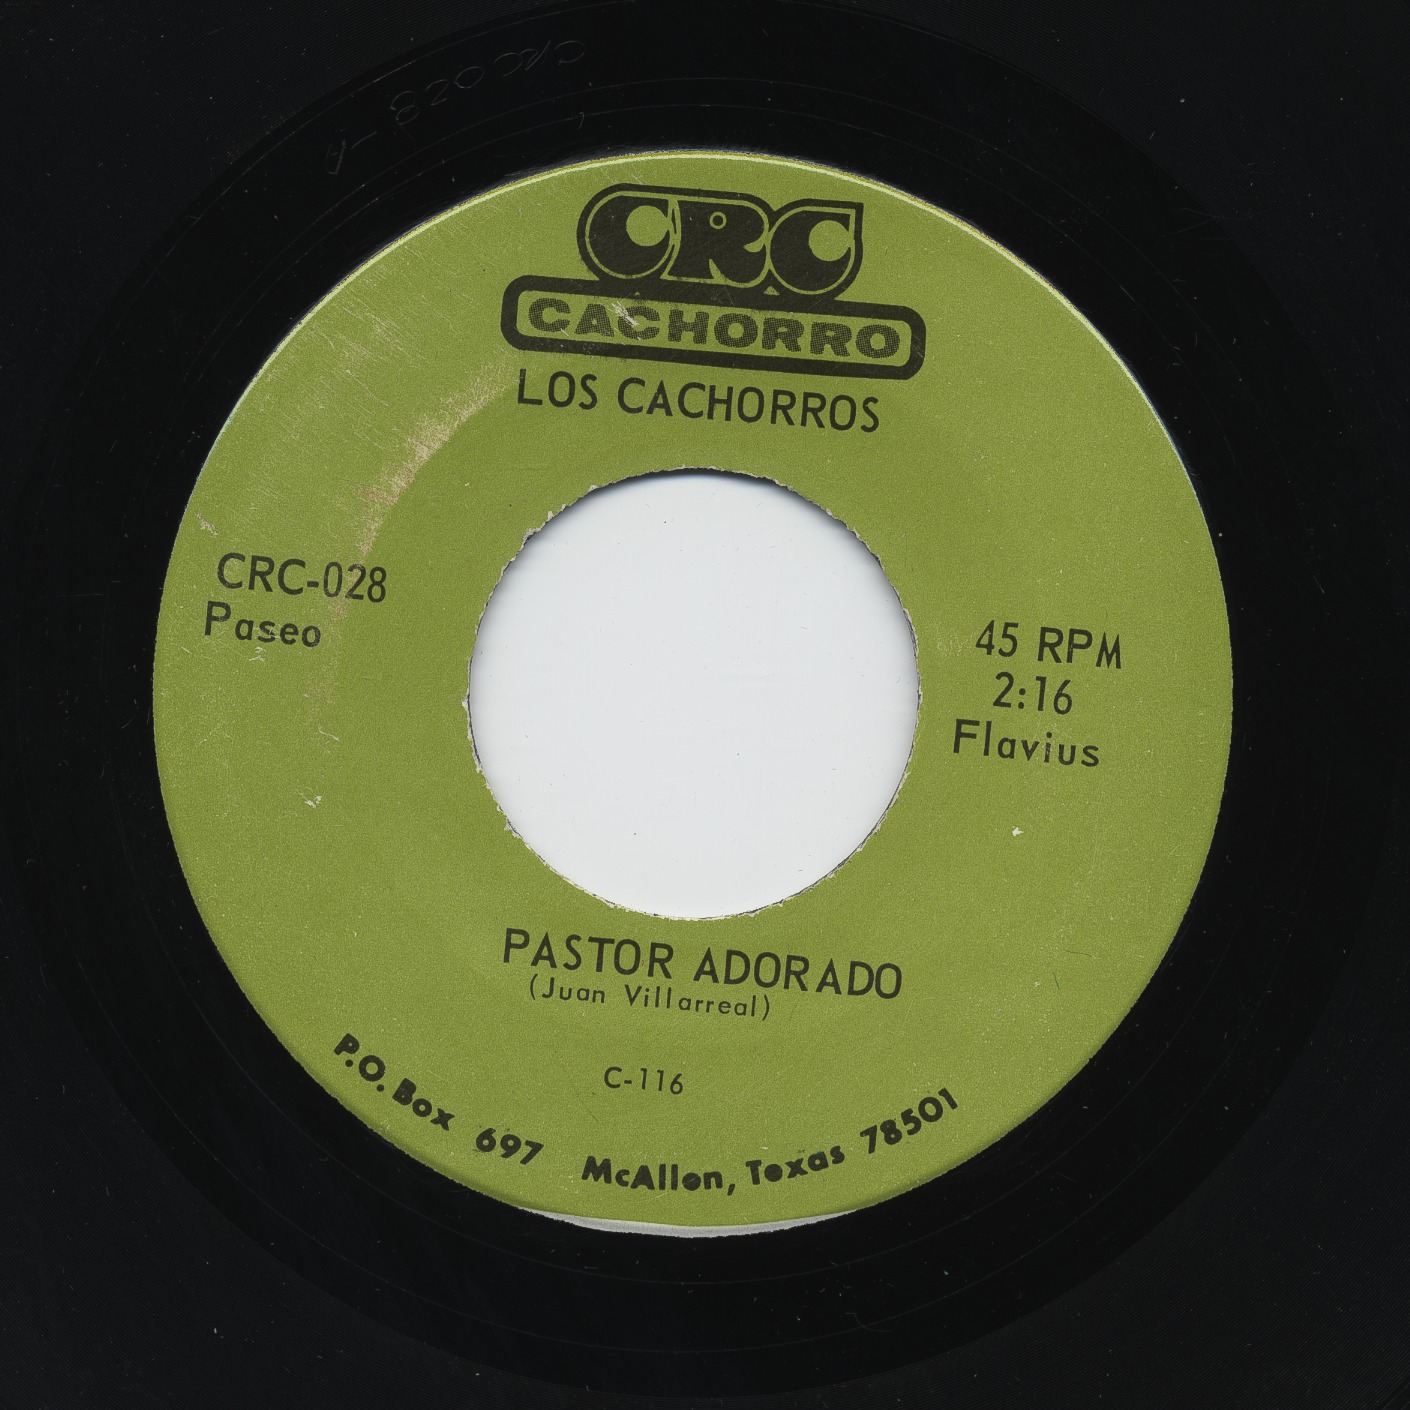 CRC 028 -A
CRC
CACHORRO
LOS CACHORROS
CRC-028
Paseo
45 RPM
2:16
Flavius
PASTOR ADORADO
(Juan Villarreal)
C-116
P.O. Box 697 McAllen, Texas 78501